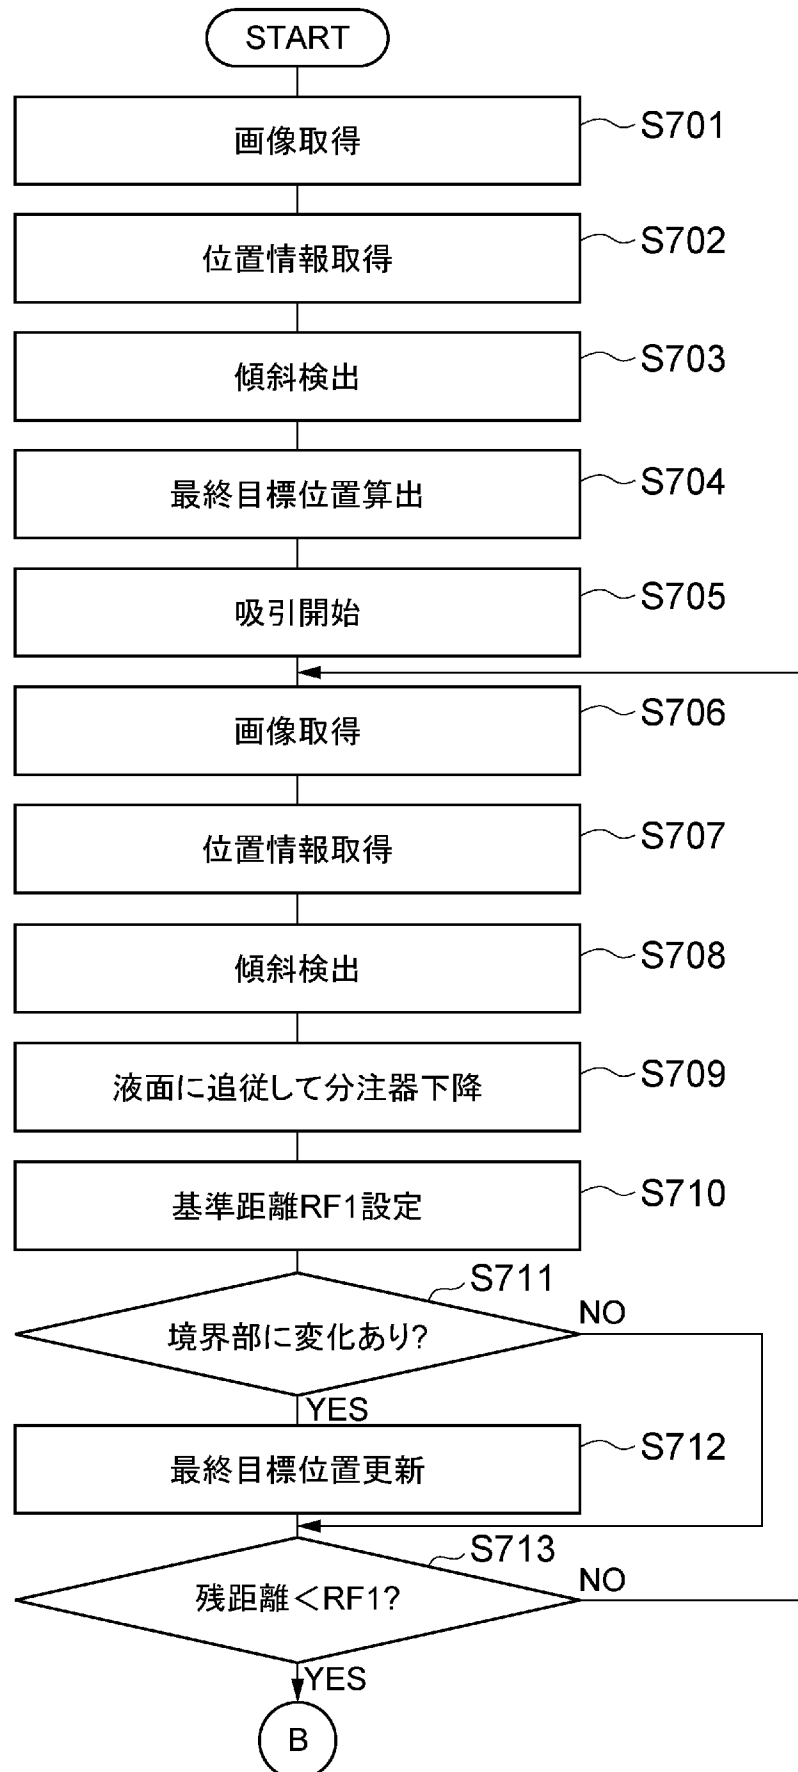 START
画像取得
S701
位置情報取得
S702
傾斜検出
S703
最終目標位置算出
S704
吸引開始
S705
画像取得
S706
位置情報取得
S707
傾斜検出
S708
液面に追従して分注器下降
S709
基準距離RF1設定
S710
S711
境界部に変化あり?
NO
YES
最終目標位置更新
S712
S713
残距離<RF1?
NO
YES
B